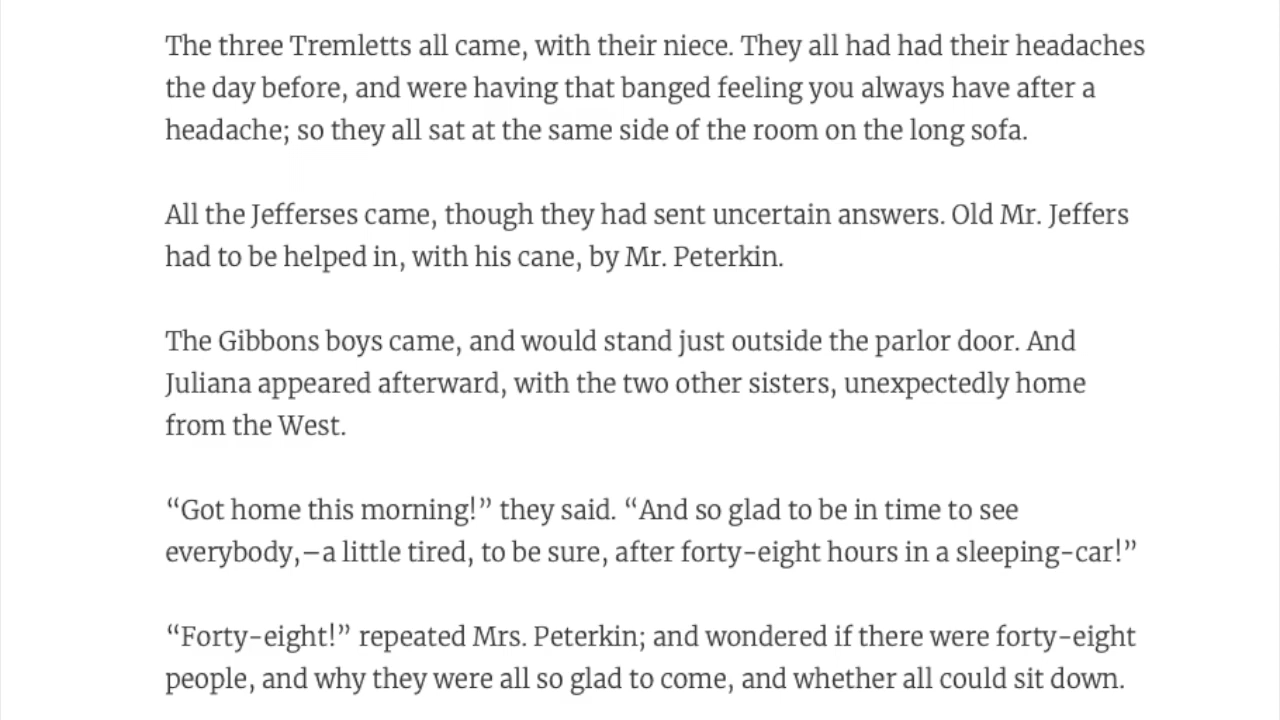 The three Tremletts all came, with their niece. They all had had their headaches
the day before, and were having that banged feeling you always have after a
headache; so they all sat at the same side of the room on the long sofa.
All the Jefferses came, though they had sent uncertain answers. Old Mr. Jeffers
had to be helped in, with his cane, by Mr. Peterkin.
The Gibbons boys came, and would stand just outside the parlor door. And
Juliana appeared afterward, with the two other sisters, unexpectedly home
from the West.
“Got home this morning!” they said. “And so glad to be in time to see
everybody,–a little tired, to be sure, after forty-eight hours in a sleeping-car!”
“Forty-eight!” repeated Mrs. Peterkin; and wondered if there were forty-eight
people, and why they were all so glad to come, and whether all could sit down.